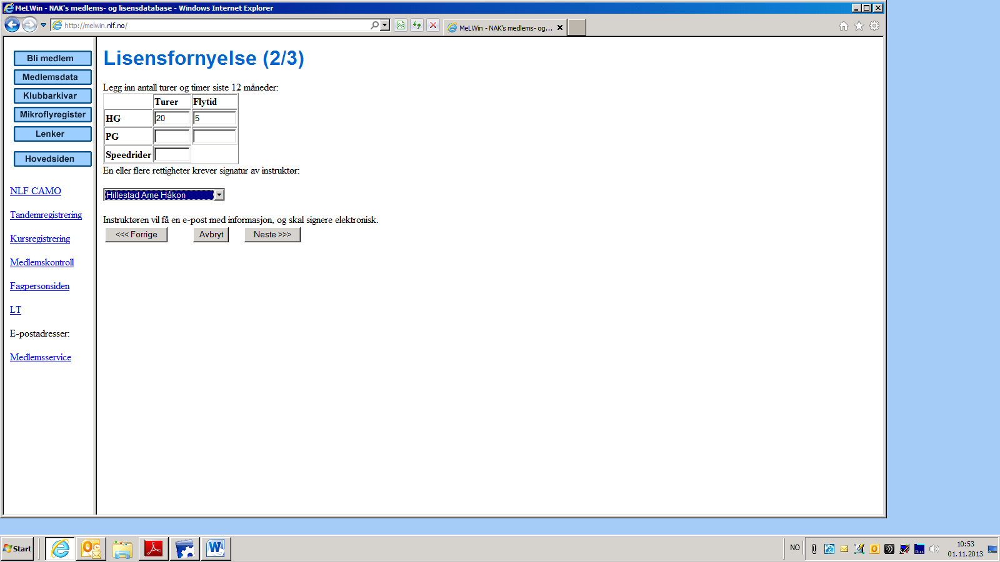 MeLWin - NAK's medlems- og lisensdatabase - Windows Internet Explorer
http://melwin.nlf.no/
MeLWin - NAK's medlems- og...
Bli medlem
Medlemsdata
Klubbarkivar
Mikroflyregister
Lenker
Hovedsiden
NLF CAMO
Tandemregistrering
Kursregistrering
Medlemskontroll
Fagpersonsiden
LT
E-postadresser:
Medlemsservice
Lisensfornyelse (2/3)
Legg inn antall turer og timer siste 12 måneder:
Turer Flytid
HG 20 5
PG
Speedrider
En eller flere rettigheter krever signatur av instruktør:
Hillestad Arne Håkon
Instruktøren vil få en e-post med informasjon, og skal signere elektronisk.
<<< Forrige Avbryt Neste >>>
Start
NO
10:53
01.11.2013